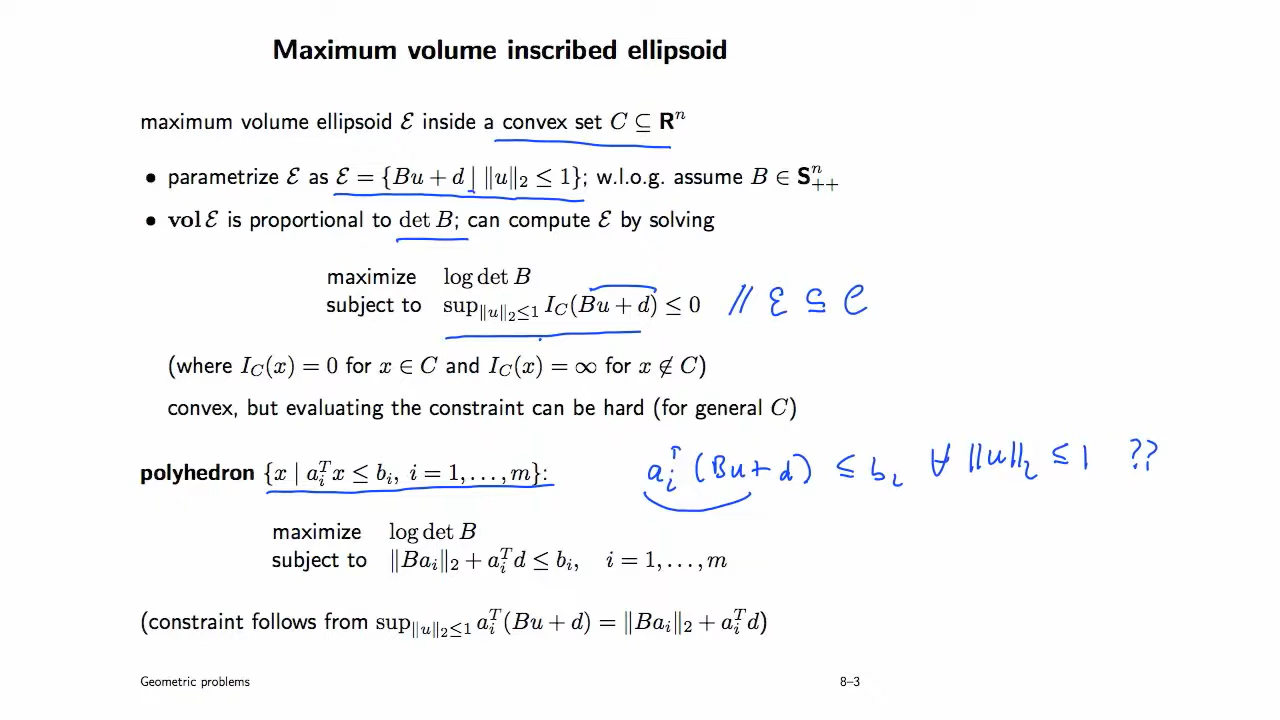 Maximum volume inscribed ellipsoid
maximum volume ellipsoid ℰ inside a convex set C ⊆ Rⁿ
• parametrize ℰ as ℰ = {Bu + d | ‖u‖₂ ≤ 1}; w.l.o.g. assume B ∈ Sⁿ₊₊
• vol ℰ is proportional to det B; can compute ℰ by solving
maximize log det B
subject to sup_{‖u‖₂≤1} I_C(Bu + d) ≤ 0 // ℰ ⊆ C
(where I_C(x) = 0 for x ∈ C and I_C(x) = ∞ for x ∉ C)
convex, but evaluating the constraint can be hard (for general C)
polyhedron {x | aᵢᵀx ≤ bᵢ, i = 1, . . . , m}: aᵢᵀ(Bu + d) ≤ bᵢ ∀ ‖u‖₂ ≤ 1 ??
maximize log det B
subject to ‖Baᵢ‖₂ + aᵢᵀd ≤ bᵢ, i = 1, . . . , m
(constraint follows from sup_{‖u‖₂≤1} aᵢᵀ(Bu + d) = ‖Baᵢ‖₂ + aᵢᵀd)
Geometric problems 8–3